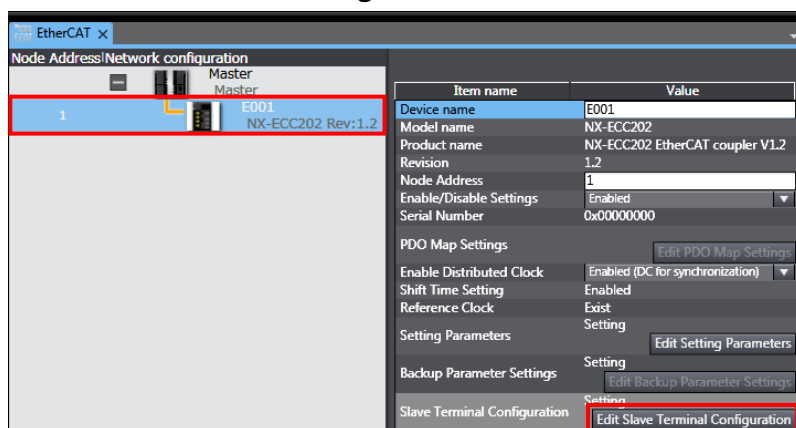 EtherCAT ×
Node Address Network configuration
Master
Master
1
E001
NX-ECC202 Rev:1.2
Item name Value
Device name E001
Model name NX-ECC202
Product name NX-ECC202 EtherCAT coupler V1.2
Revision 1.2
Node Address 1
Enable/Disable Settings Enabled
Serial Number 0x00000000
PDO Map Settings Edit PDO Map Settings
Enable Distributed Clock Enabled (DC for synchronization)
Shift Time Setting Enabled
Reference Clock Exist
Setting
Setting Parameters Edit Setting Parameters
Setting
Backup Parameter Settings Edit Backup Parameter Settings
Setting
Slave Terminal Configuration Edit Slave Terminal Configuration